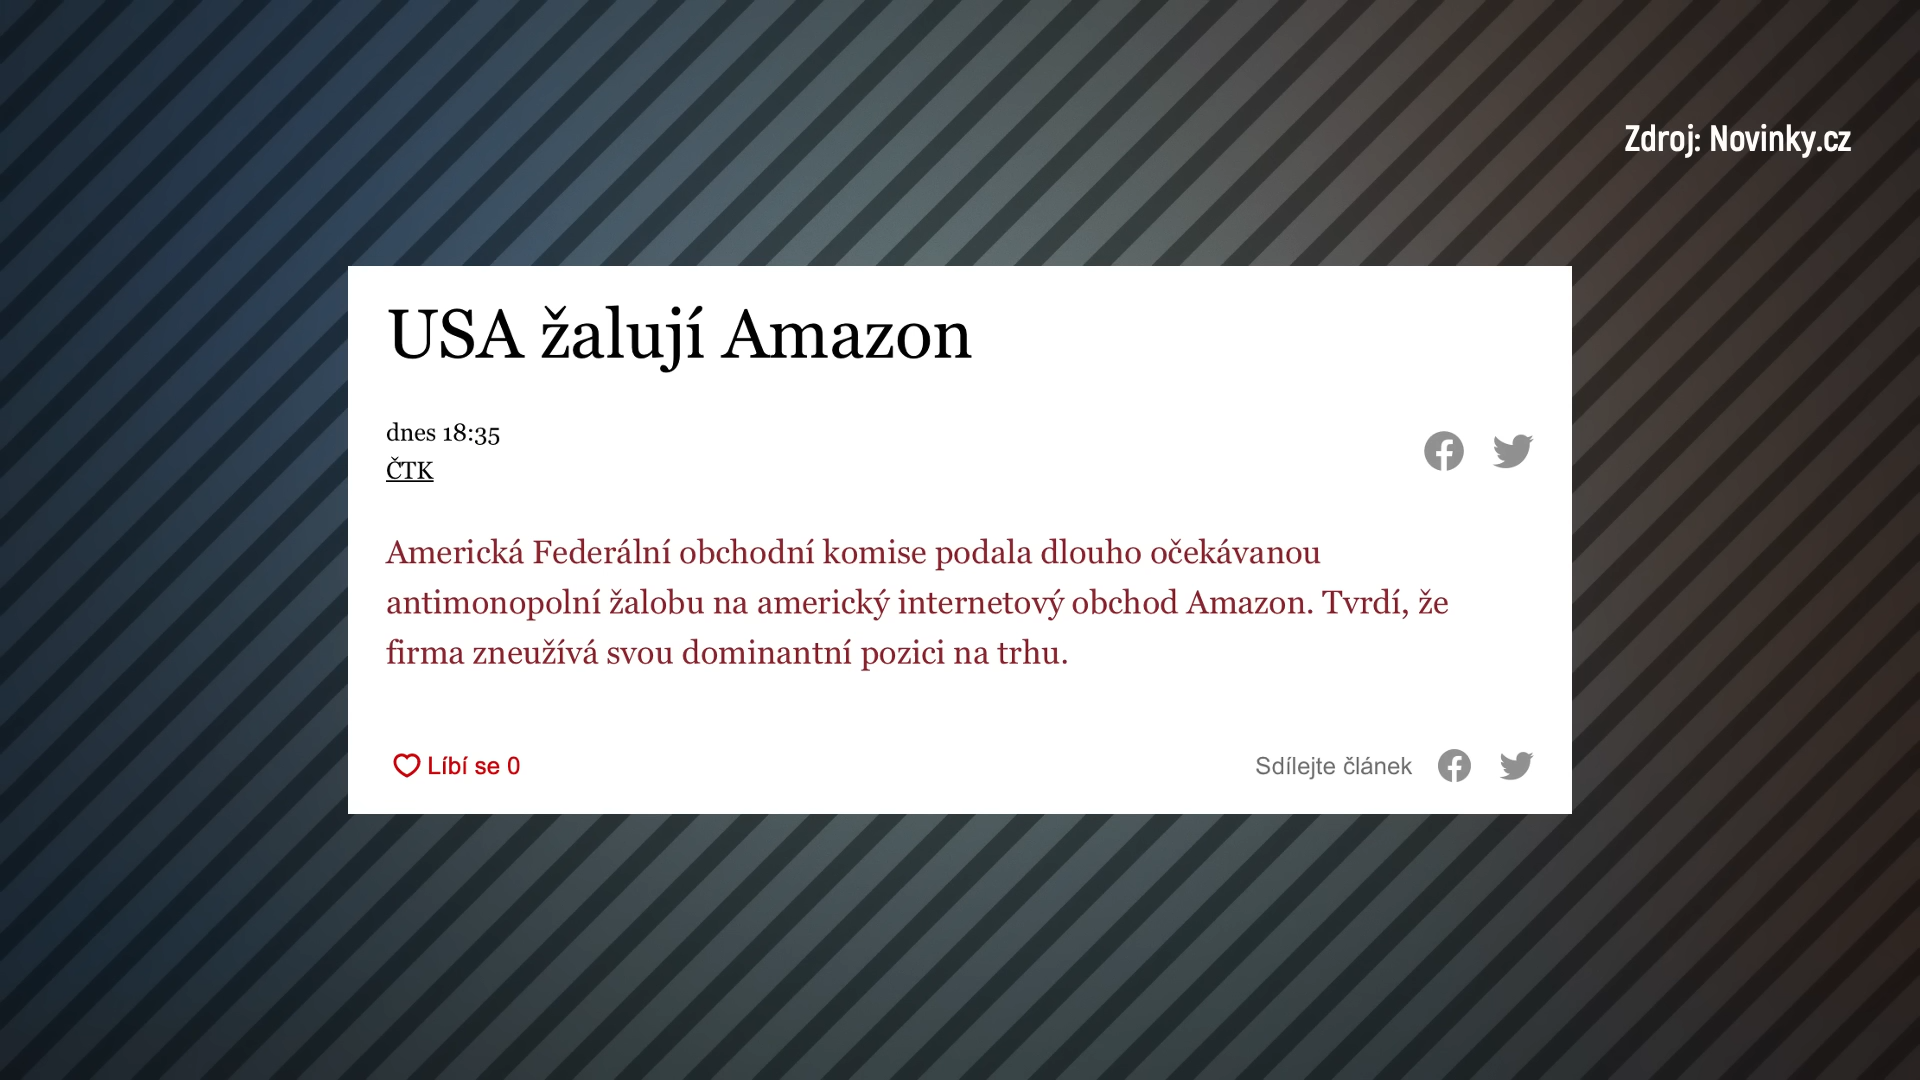 Zdroj: Novinky.cz
USA žalují Amazon
dnes 18:35
ČTK
Americká Federální obchodní komise podala dlouho očekávanou
antimonopolní žalobu na americký internetový obchod Amazon. Tvrdí, že
firma zneužívá svou dominantní pozici na trhu.
Líbí se 0
Sdílejte článek